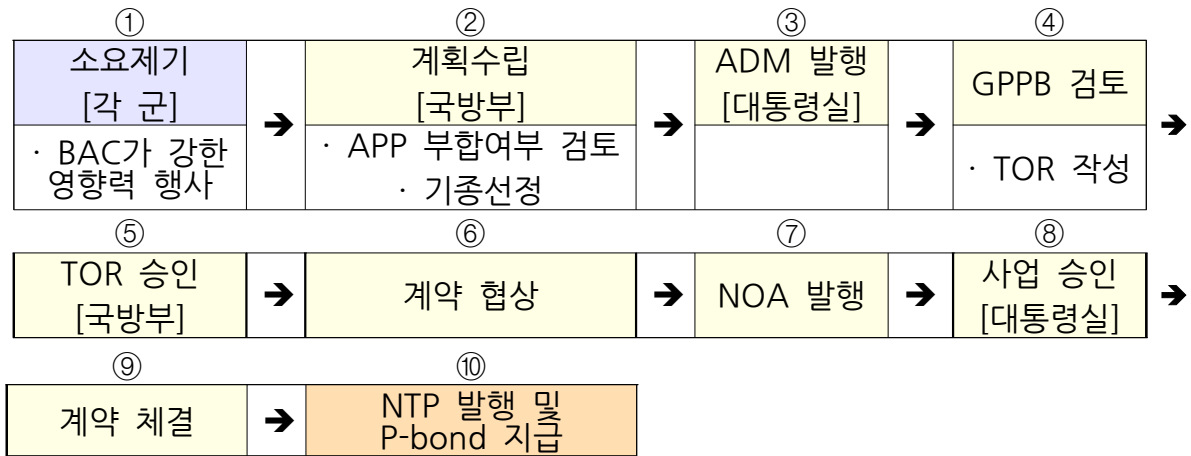 ① ② ③ ④
소요제기
[각 군]
· BAC가 강한
영향력 행사
➔
계획수립
[국방부]
· APP 부합여부 검토
· 기종선정
➔
ADM 발행
[대통령실]
➔
GPPB 검토
· TOR 작성
➔
⑤ ⑥ ⑦ ⑧
TOR 승인
[국방부]
➔
계약 협상
➔
NOA 발행
➔
사업 승인
[대통령실]
➔
⑨ ⑩
계약 체결
➔
NTP 발행 및
P-bond 지급